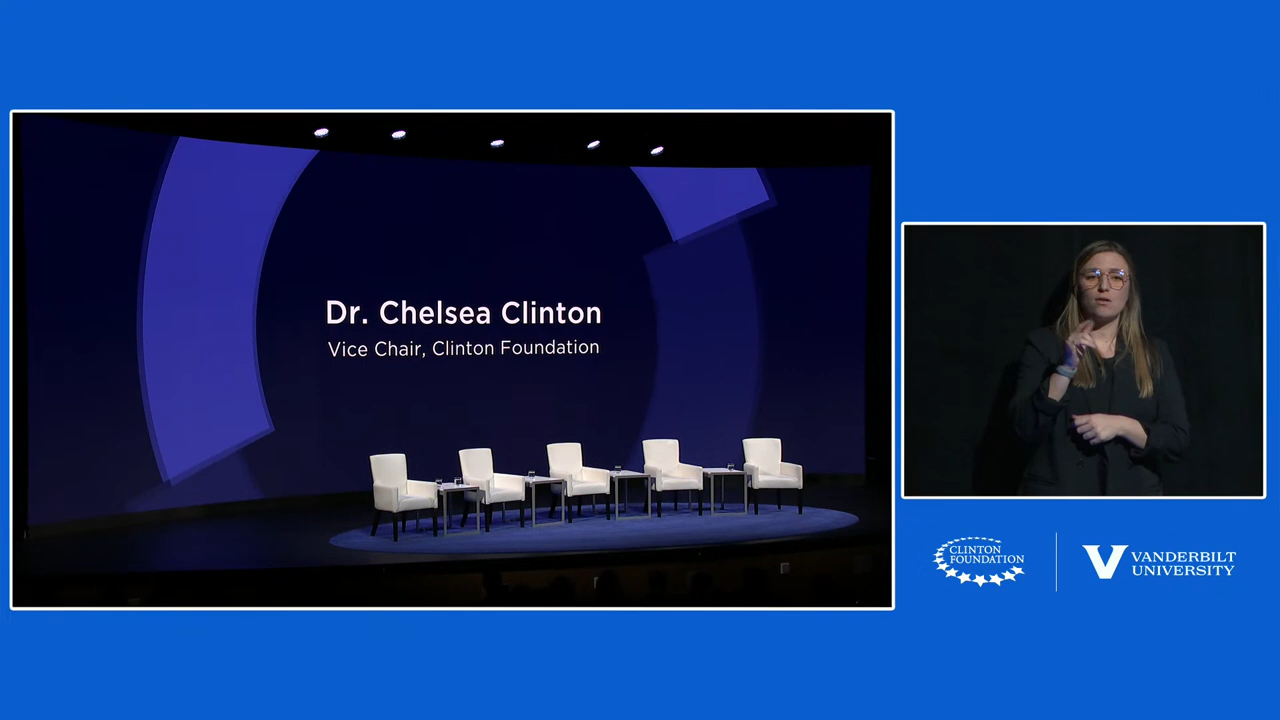 Dr. Chelsea Clinton
Vice Chair, Clinton Foundation
CLINTON
FOUNDATION
VANDERBILT
UNIVERSITY